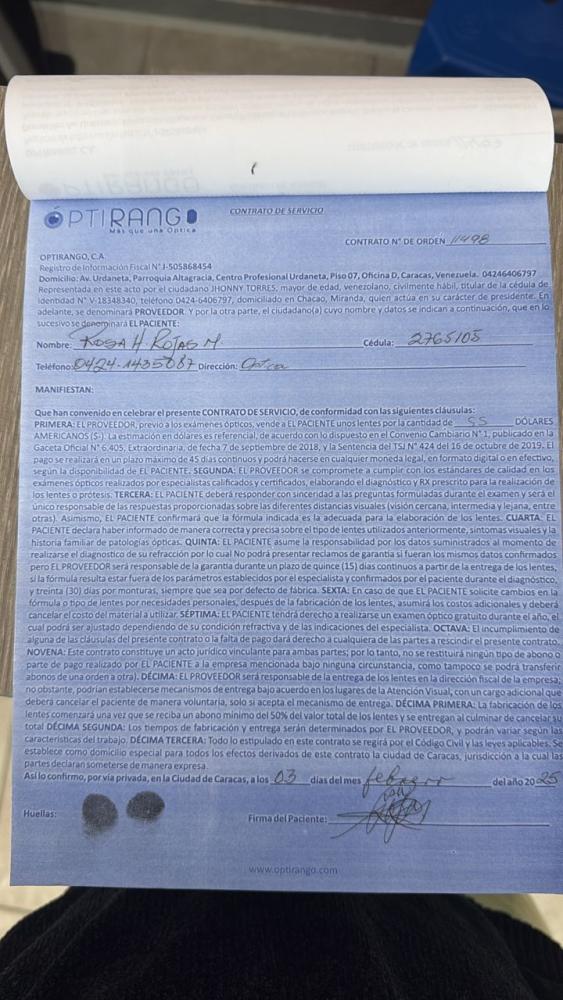 ÓPTIRANGO
Más que una Óptica
CONTRATO DE SERVICIO
CONTRATO N° DE ORDEN 11498
OPTIRANGO, C.A.
Registro de Información Fiscal N° J-505868454
Domicilio: Av. Urdaneta, Parroquia Altagracia, Centro Profesional Urdaneta, Piso 07, Oficina D, Caracas, Venezuela. 04246406797
Representada en este acto por el ciudadano JHONNY TORRES, mayor de edad, venezolano, civilmente hábil, titular de la cédula de
identidad N° V-18348340, teléfono 0424-6406797, domiciliado en Chacao, Miranda, quien actúa en su carácter de presidente. En
adelante, se denominará PROVEEDOR. Y por la otra parte, el ciudadano(a) cuyo nombre y datos se indican a continuación, que en lo
sucesivo se denominará EL PACIENTE:
Nombre: Rosa H. Rojas M. Cédula: 2765105
Teléfono: 0424-1435087 Dirección:
MANIFIESTAN:
Que han convenido en celebrar el presente CONTRATO DE SERVICIO, de conformidad con las siguientes cláusulas:
PRIMERA: EL PROVEEDOR, previo a los exámenes ópticos, vende a EL PACIENTE unos lentes por la cantidad de 55 DÓLARES
AMERICANOS ($-). La estimación en dólares es referencial, de acuerdo con lo dispuesto en el Convenio Cambiario N° 1, publicado en la
Gaceta Oficial N° 6.405, Extraordinaria, de fecha 7 de septiembre de 2018, y la Sentencia del TSJ N° 424 del 16 de octubre de 2019. El
pago se realizará en un plazo máximo de 45 días continuos y podrá hacerse en cualquier moneda legal, en formato digital o en efectivo,
según la disponibilidad de EL PACIENTE. SEGUNDA: EL PROVEEDOR se compromete a cumplir con los estándares de calidad en los
exámenes ópticos realizados por especialistas calificados y certificados, elaborando el diagnóstico y RX prescrito para la realización de
los lentes o prótesis. TERCERA: EL PACIENTE deberá responder con sinceridad a las preguntas formuladas durante el examen y será el
único responsable de las respuestas proporcionadas sobre las diferentes distancias visuales (visión cercana, intermedia y lejana, entre
otras). Asimismo, EL PACIENTE confirmará que la fórmula indicada es la adecuada para la elaboración de los lentes. CUARTA: EL
PACIENTE declara haber informado de manera correcta y precisa sobre el tipo de lentes utilizados anteriormente, síntomas visuales y la
historia familiar de patologías ópticas. QUINTA: EL PACIENTE asume la responsabilidad por los datos suministrados al momento de
realizarse el diagnostico de su refracción por lo cual No podrá presentar reclamos de garantía si fueran los mismos datos confirmados
pero EL PROVEEDOR será responsable de la garantía durante un plazo de quince (15) días continuos a partir de la entrega de los lentes,
si la fórmula resulta estar fuera de los parámetros establecidos por el especialista y confirmados por el paciente durante el diagnóstico,
y treinta (30) días por monturas, siempre que sea por defecto de fábrica. SEXTA: En caso de que EL PACIENTE solicite cambios en la
fórmula o tipo de lentes por necesidades personales, después de la fabricación de los lentes, asumirá los costos adicionales y deberá
cancelar el costo del material a utilizar. SÉPTIMA: EL PACIENTE tendrá derecho a realizarse un examen óptico gratuito durante el año, el
cual podrá ser ajustado dependiendo de su condición refractiva y de las indicaciones del especialista. OCTAVA: El incumplimiento de
alguna de las cláusulas del presente contrato o la falta de pago dará derecho a cualquiera de las partes a rescindir el presente contrato.
NOVENA: Este contrato constituye un acto jurídico vinculante para ambas partes; por lo tanto, no se restituirá ningún tipo de abono o
parte de pago realizado por EL PACIENTE a la empresa mencionada bajo ninguna circunstancia, como tampoco se podrá transferir
abonos de una orden a otra). DÉCIMA: EL PROVEEDOR será responsable de la entrega de los lentes en la dirección fiscal de la empresa;
no obstante, podrían establecerse mecanismos de entrega bajo acuerdo en los lugares de la Atención Visual, con un cargo adicional que
deberá cancelar el paciente de manera voluntaria, solo si acepta el mecanismo de entrega. DÉCIMA PRIMERA: La fabricación de los
lentes comenzará una vez que se reciba un abono mínimo del 50% del valor total de los lentes y se entregan al culminar de cancelar su
total DÉCIMA SEGUNDA: Los tiempos de fabricación y entrega serán determinados por EL PROVEEDOR, y podrán variar según las
características del trabajo. DÉCIMA TERCERA: Todo lo estipulado en este contrato se regirá por el Código Civil y las leyes aplicables. Se
establece como domicilio especial para todos los efectos derivados de este contrato la ciudad de Caracas, jurisdicción a la cual las
partes declaran someterse de manera expresa.
Así lo confirmo, por vía privada, en la Ciudad de Caracas, a los 03 días del mes febrero del año 2025
Huellas:
Firma del Paciente:
www.optirango.com